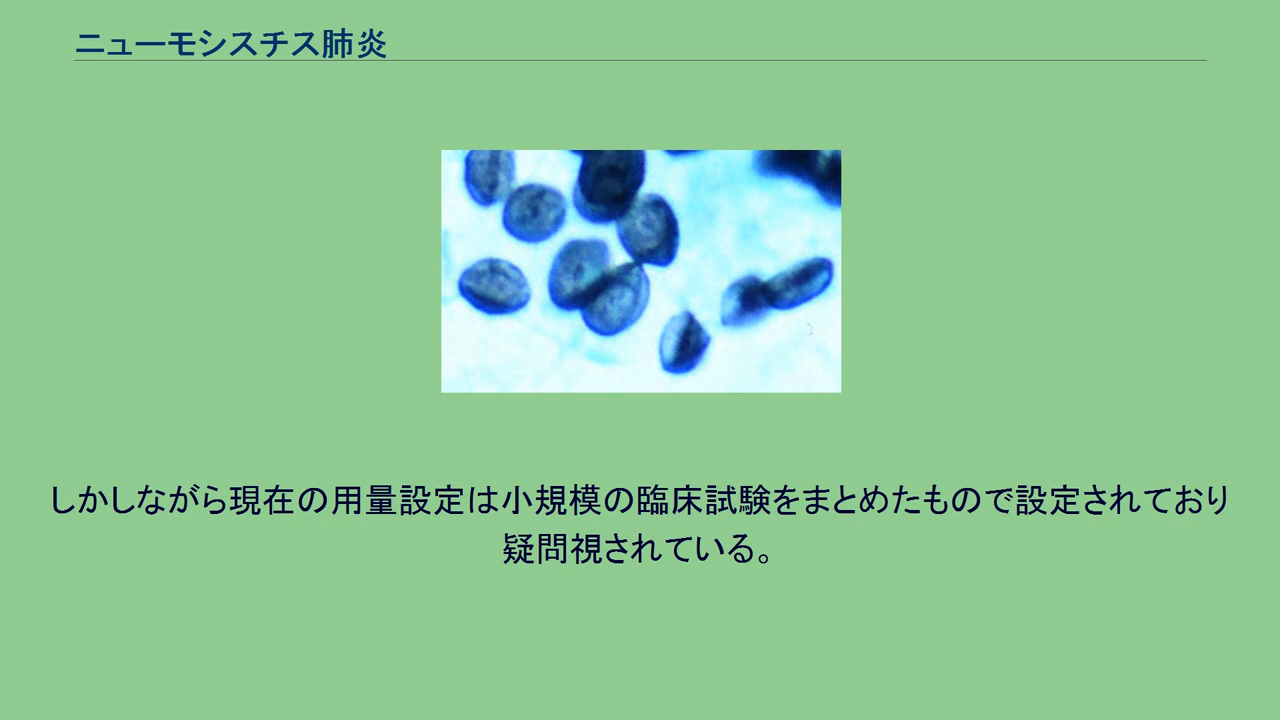 ニューモシスチス肺炎
しかしながら現在の用量設定は小規模の臨床試験をまとめたもので設定されており
疑問視されている。